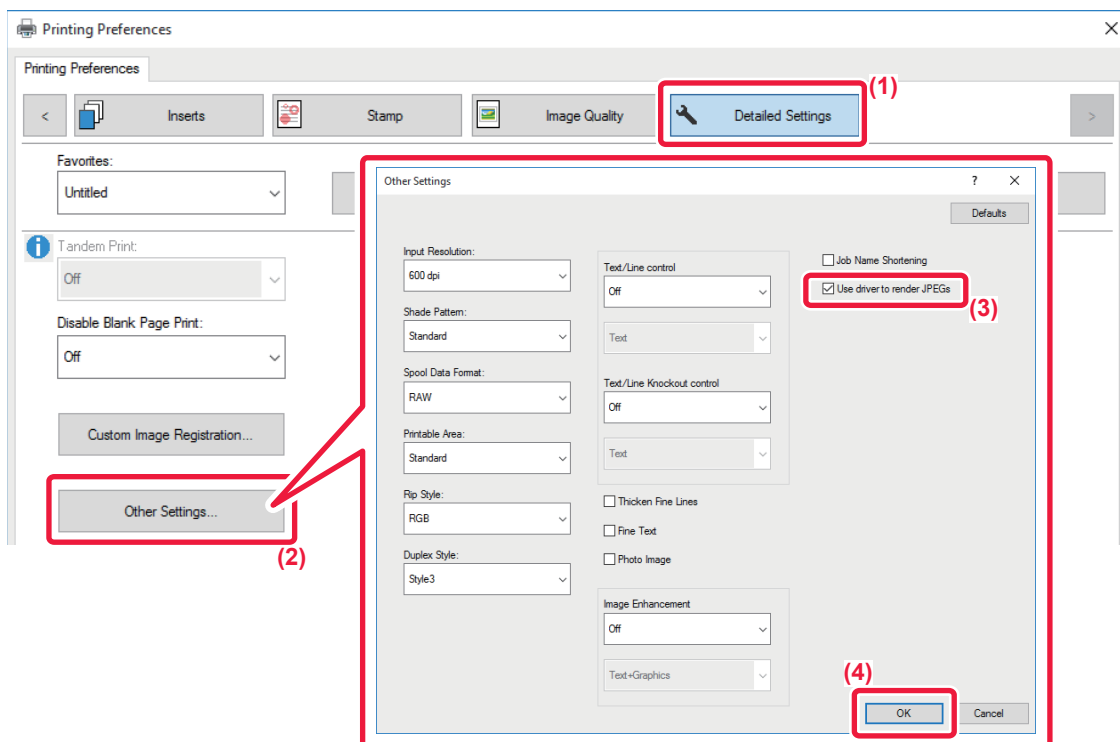 Printing Preferences
Printing Preferences
(1)
< Inserts Stamp Image Quality Detailed Settings >
Favorites:
Untitled
Tandem Print:
Off
Disable Blank Page Print:
Off
Custom Image Registration...
Other Settings...
(2)
Other Settings ?
Defaults
Input Resolution:
600 dpi
Shade Pattern:
Standard
Spool Data Format:
RAW
Printable Area:
Standard
Rip Style:
RGB
Duplex Style:
Style3
Text/Line control
Off
Text
Text/Line Knockout control
Off
Text
Thicken Fine Lines
Fine Text
Photo Image
Image Enhancement
Off
Text+Graphics
Job Name Shortening
Use driver to render JPEGs
(3)
(4)
OK Cancel